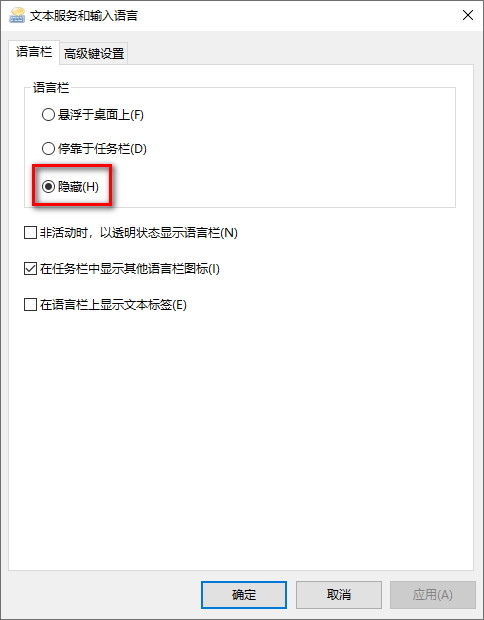 文本服务和输入语言
语言栏
高级键设置
语言栏
悬浮于桌面上(F)
停靠于任务栏(D)
隐藏(H)
非活动时，以透明状态显示语言栏(N)
在任务栏中显示其他语言栏图标(I)
在语言栏上显示文本标签(E)
确定
取消
应用(A)